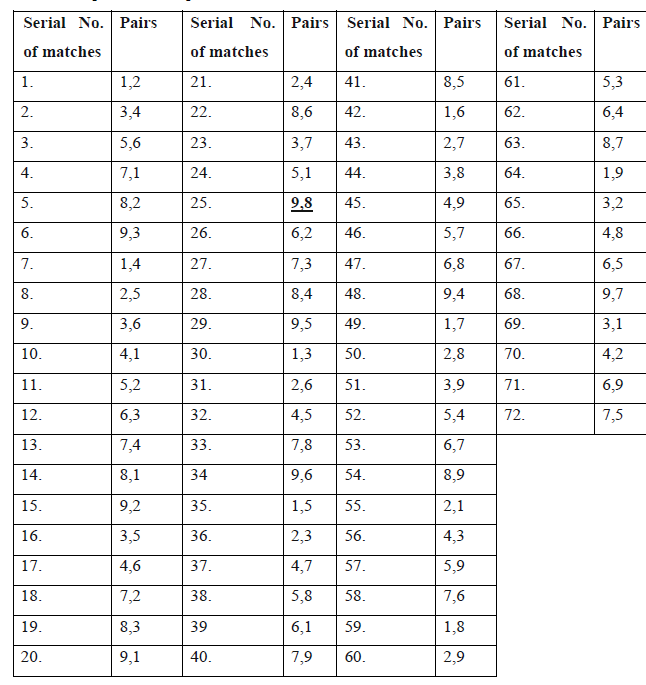 Serial No. of matches Pairs Serial No. of matches Pairs Serial No. of matches Pairs Serial No. of matches Pairs
1. 1,2 21. 2,4 41. 8,5 61. 5,3
2. 3,4 22. 8,6 42. 1,6 62. 6,4
3. 5,6 23. 3,7 43. 2,7 63. 8,7
4. 7,1 24. 5,1 44. 3,8 64. 1,9
5. 8,2 25. 9,8 45. 4,9 65. 3,2
6. 9,3 26. 6,2 46. 5,7 66. 4,8
7. 1,4 27. 7,3 47. 6,8 67. 6,5
8. 2,5 28. 8,4 48. 9,4 68. 9,7
9. 3,6 29. 9,5 49. 1,7 69. 3,1
10. 4,1 30. 1,3 50. 2,8 70. 4,2
11. 5,2 31. 2,6 51. 3,9 71. 6,9
12. 6,3 32. 4,5 52. 5,4 72. 7,5
13. 7,4 33. 7,8 53. 6,7
14. 8,1 34 9,6 54. 8,9
15. 9,2 35. 1,5 55. 2,1
16. 3,5 36. 2,3 56. 4,3
17. 4,6 37. 4,7 57. 5,9
18. 7,2 38. 5,8 58. 7,6
19. 8,3 39 6,1 59. 1,8
20. 9,1 40. 7,9 60. 2,9